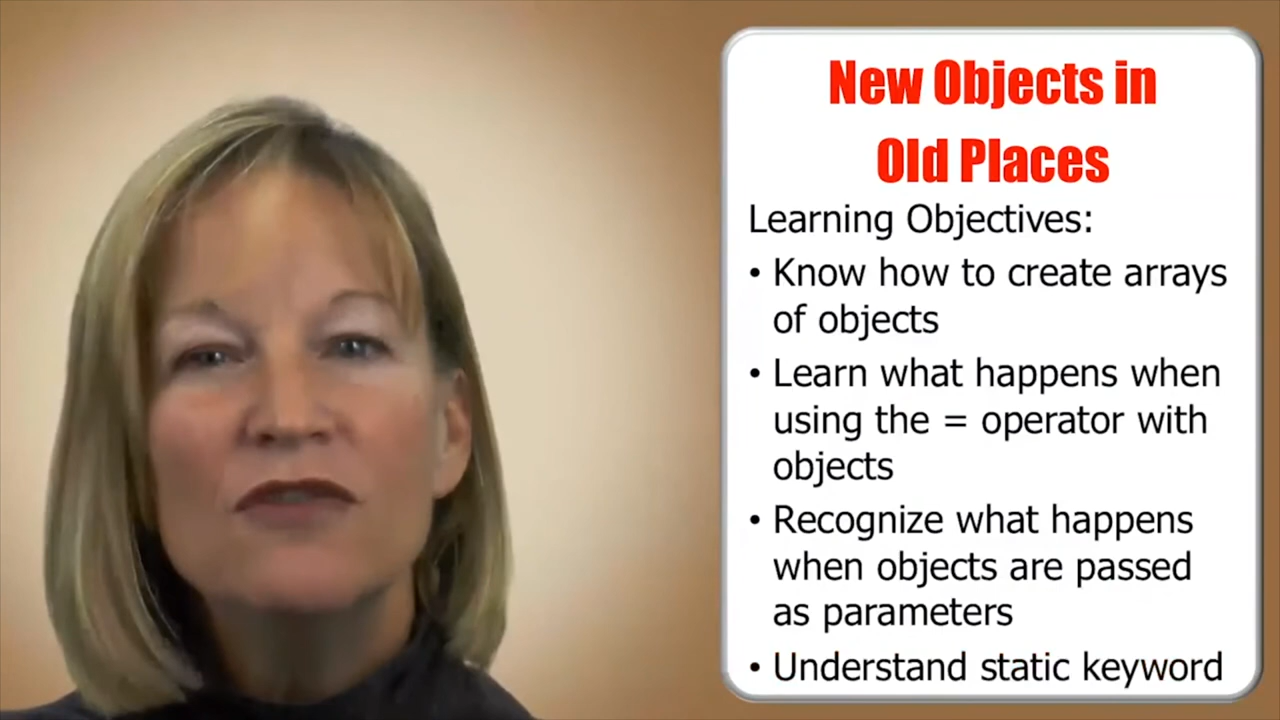 New Objects in
Old Places
Learning Objectives:
• Know how to create arrays
of objects
• Learn what happens when
using the = operator with
objects
• Recognize what happens
when objects are passed
as parameters
• Understand static keyword